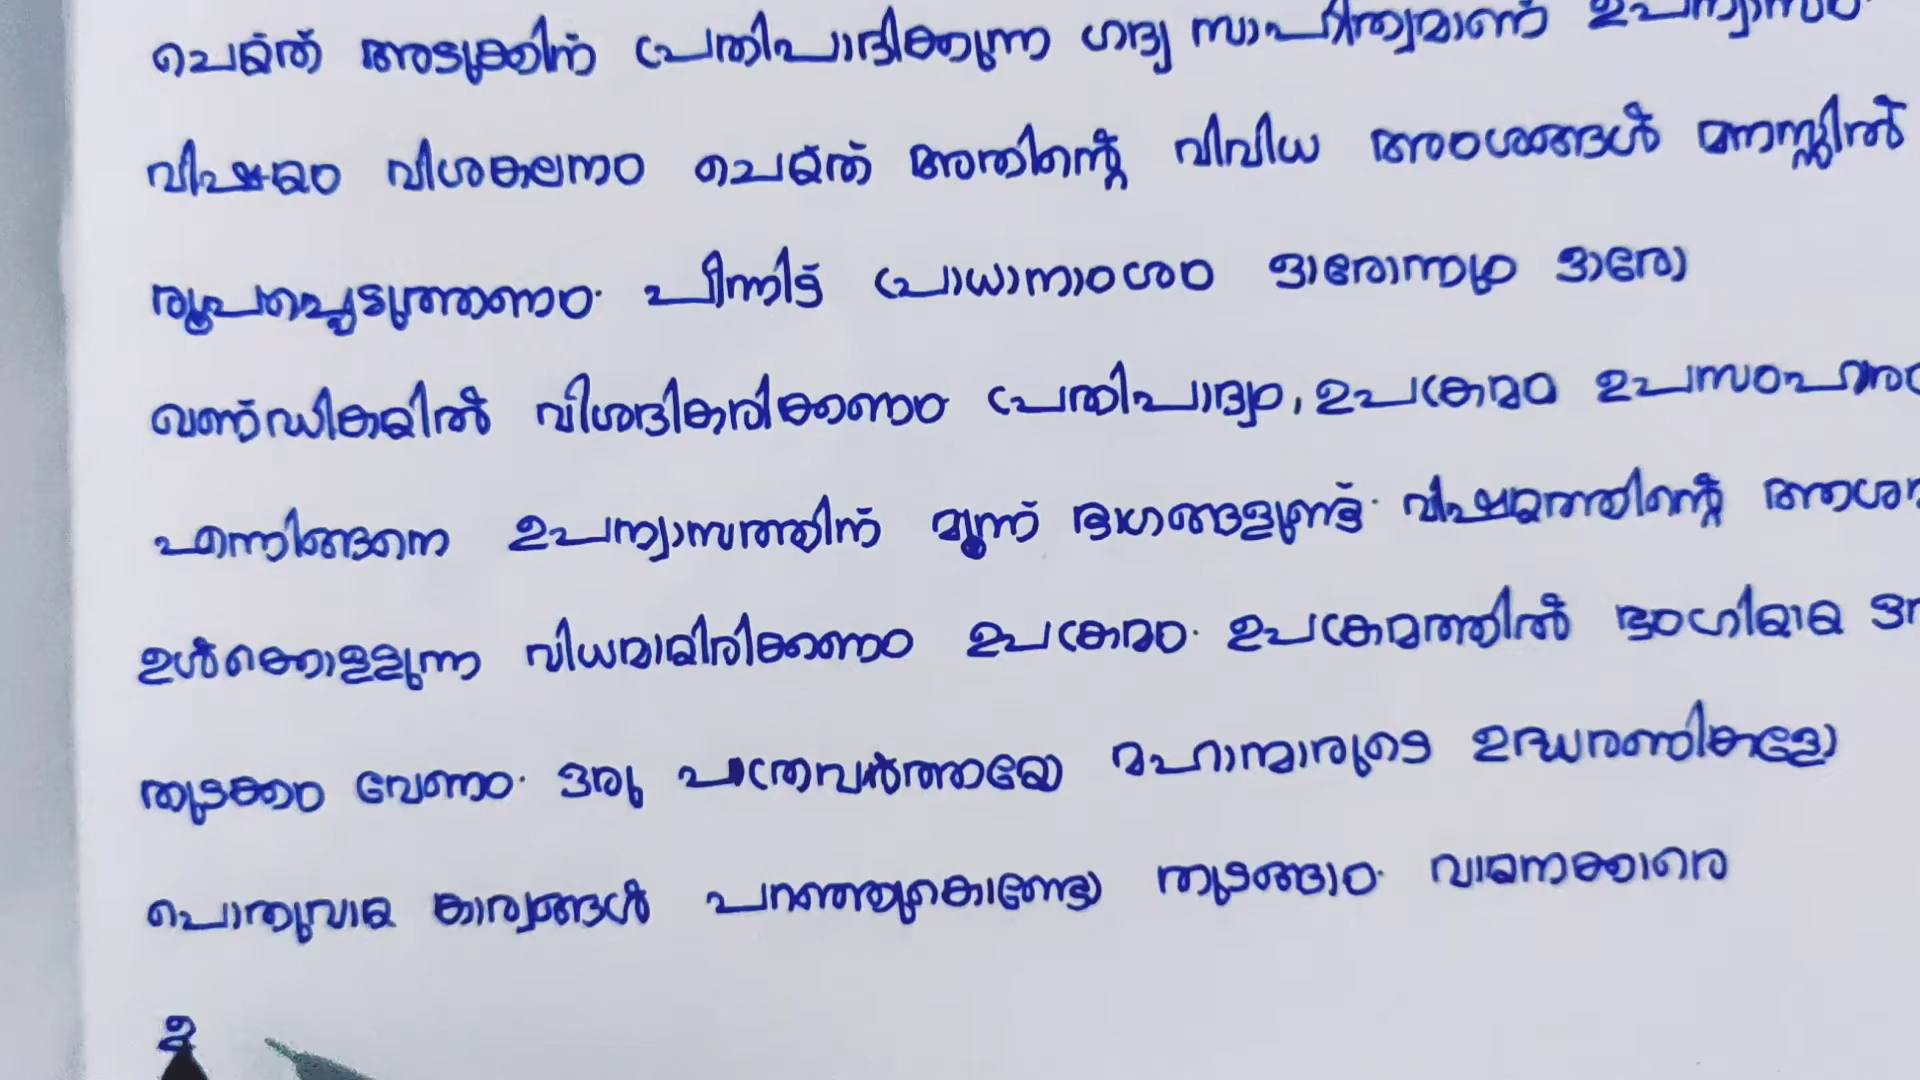 ചെയ്ത് അടുക്കിന് പ്രതിപാദിക്കുന്ന ഗദ്യ സാഹിത്യമാണ് ഉപന്യാസം.
വിഷയം വിശകലനം ചെയ്ത് അതിന്റെ വിവിധ അംശങ്ങൾ മനസ്സിൽ
രൂപപ്പെടുത്തണം. പിന്നിട്ട് പ്രാധാനാംശം ഓരോന്നും ഓരോ
ഖണ്ഡികയിൽ വിശദികരിക്കണം പ്രതിപാദ്യം, ഉപക്രമം ഉപസംഹാരം
എന്നിങ്ങനെ ഉപന്യാസത്തിന് മൂന്ന് ഭാഗങ്ങളുണ്ട്. വിഷയത്തിന്റെ
ഉൾക്കൊള്ളുന്ന വിധമായിരിക്കണം ഉപക്രമം. ഉപക്രമത്തിൽ ഭംഗിയായ
തുടക്കം വേണം. ഒരു പത്രവാർത്തയോ മഹാന്മാരുടെ ഉദ്ധരണികളോ
പൊതുവായ കാര്യങ്ങൾ പറഞ്ഞുകൊണ്ടോ തുടങ്ങാം. വായനക്കാരെ